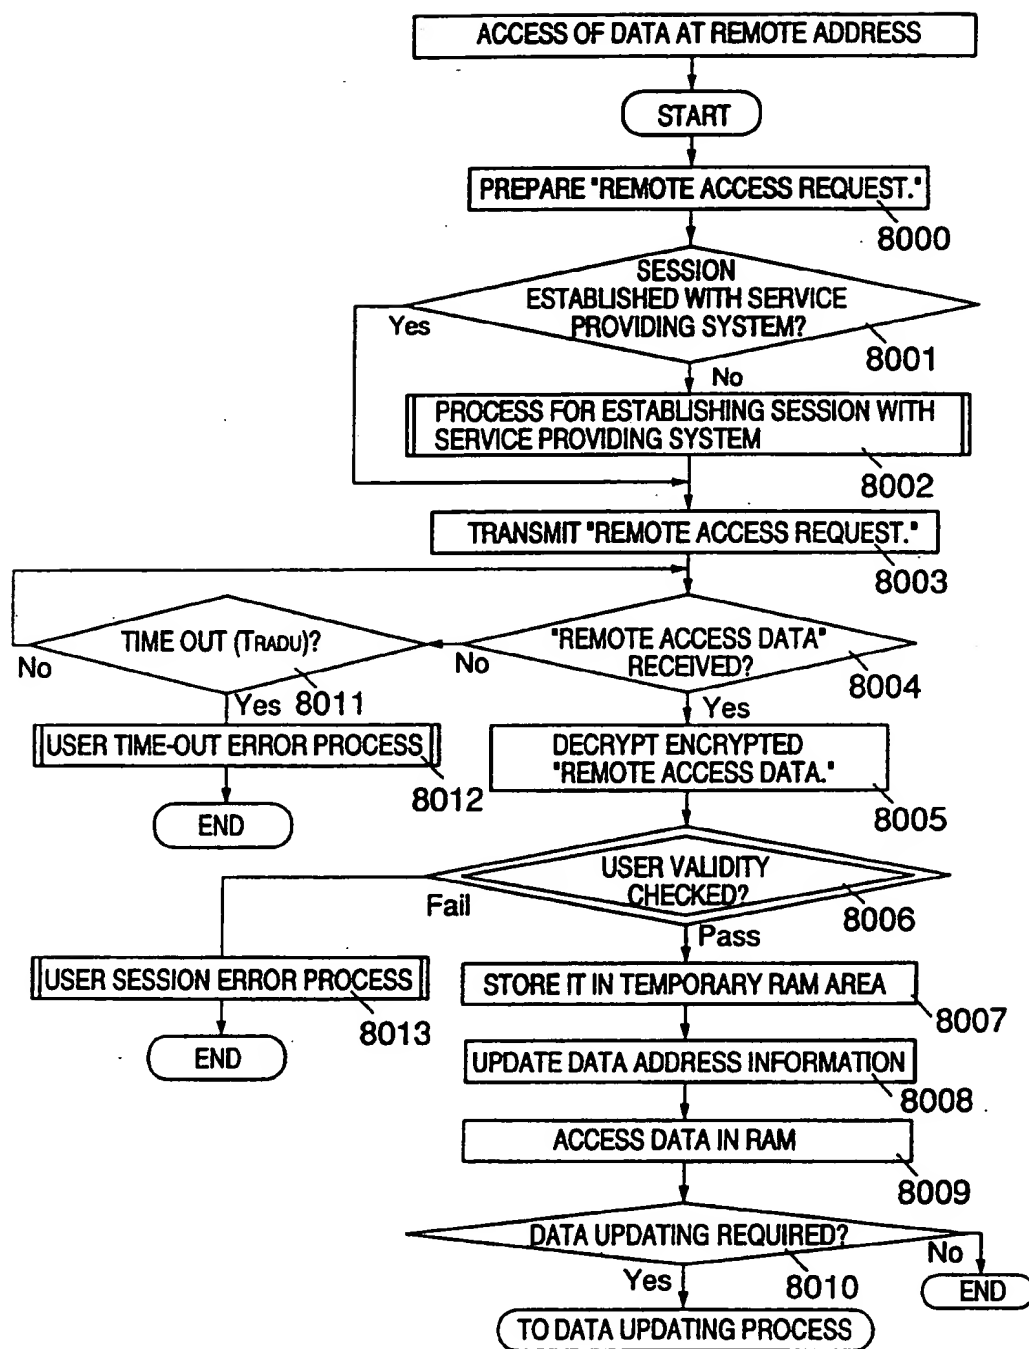 ACCESS OF DATA AT REMOTE ADDRESS
START
PREPARE "REMOTE ACCESS REQUEST."
8000
SESSION
ESTABLISHED WITH SERVICE
PROVIDING SYSTEM?
Yes
8001
No
PROCESS FOR ESTABLISHING SESSION WITH
SERVICE PROVIDING SYSTEM
8002
TRANSMIT "REMOTE ACCESS REQUEST."
8003
TIME OUT (TRADU)?
No
8011
Yes
"REMOTE ACCESS DATA"
RECEIVED?
No
8004
Yes
USER TIME-OUT ERROR PROCESS
8012
END
DECRYPT ENCRYPTED
"REMOTE ACCESS DATA."
8005
USER VALIDITY
CHECKED?
Fail
8006
Pass
USER SESSION ERROR PROCESS
8013
END
STORE IT IN TEMPORARY RAM AREA
8007
UPDATE DATA ADDRESS INFORMATION
8008
ACCESS DATA IN RAM
8009
DATA UPDATING REQUIRED?
No
8010
Yes
END
TO DATA UPDATING PROCESS